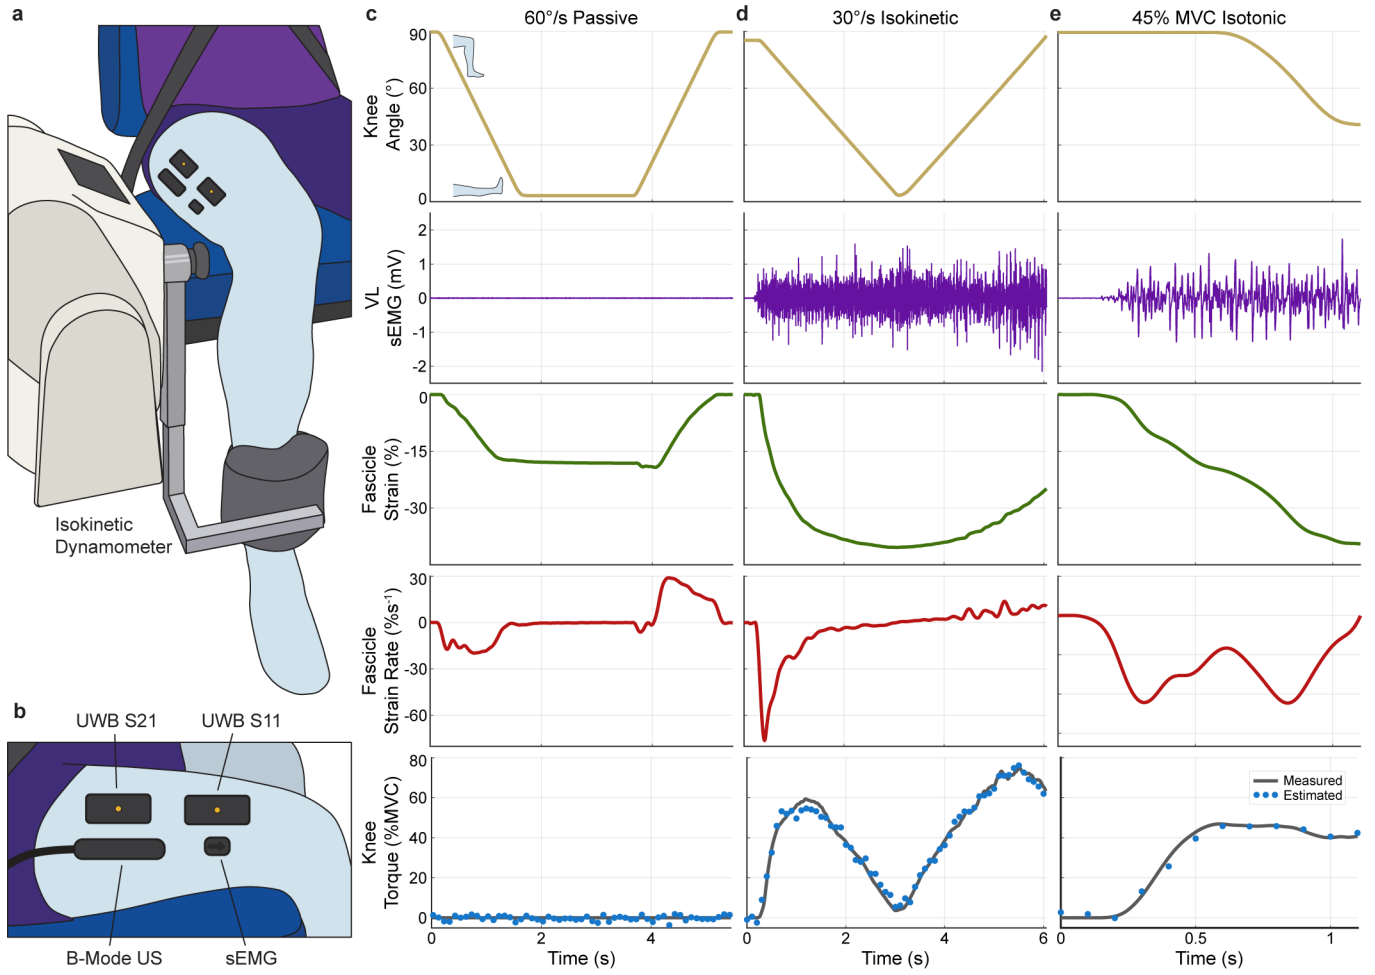 a
Isokinetic
Dynamometer
b
UWB S21
UWB S11
B-Mode US
sEMG
c
60°/s Passive
d
30°/s Isokinetic
e
45% MVC Isotonic
Knee
Angle (°)
90
60
30
0
VL
sEMG (mV)
2
1
0
-1
-2
Fascicle
Strain (%)
0
-15
-30
Fascicle
Strain Rate (%s⁻¹)
30
0
-30
-60
Knee
Torque (%MVC)
80
60
40
20
0
Measured
Estimated
0
2
4
Time (s)
0
2
4
6
Time (s)
0
0.5
1
Time (s)